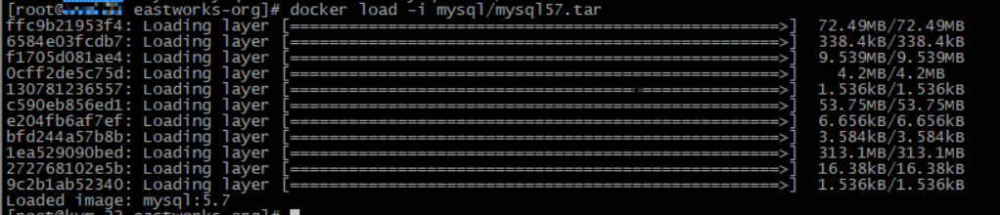 [root@ eastworks-org]# docker load -i mysql/mysql57.tar
ffc9b21953f4: Loading layer [==================================================>] 72.49MB/72.49MB
6584e03fcdb7: Loading layer [==================================================>] 338.4kB/338.4kB
f1705d081ae4: Loading layer [==================================================>] 9.539MB/9.539MB
0cff2de5c75d: Loading layer [==================================================>] 4.2MB/4.2MB
130781236557: Loading layer [==================================================>] 1.536kB/1.536kB
c590eb856ed1: Loading layer [==================================================>] 53.75MB/53.75MB
e204fb6af7ef: Loading layer [==================================================>] 6.656kB/6.656kB
bfd244a57b8b: Loading layer [==================================================>] 3.584kB/3.584kB
1ea529090bed: Loading layer [==================================================>] 313.1MB/313.1MB
272768102e5b: Loading layer [==================================================>] 16.38kB/16.38kB
9c2b1ab52340: Loading layer [==================================================>] 1.536kB/1.536kB
Loaded image: mysql:5.7
[root@kvm-22 eastworks-org]#